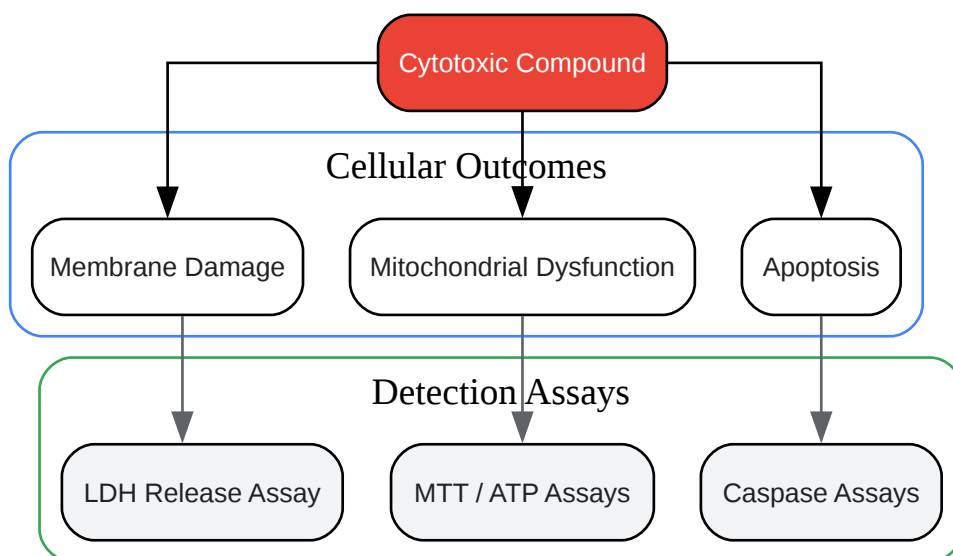 Cytotoxic Compound
Cellular Outcomes
Membrane Damage
Mitochondrial Dysfunction
Apoptosis
Detection Assays
LDH Release Assay
MTT / ATP Assays
Caspase Assays